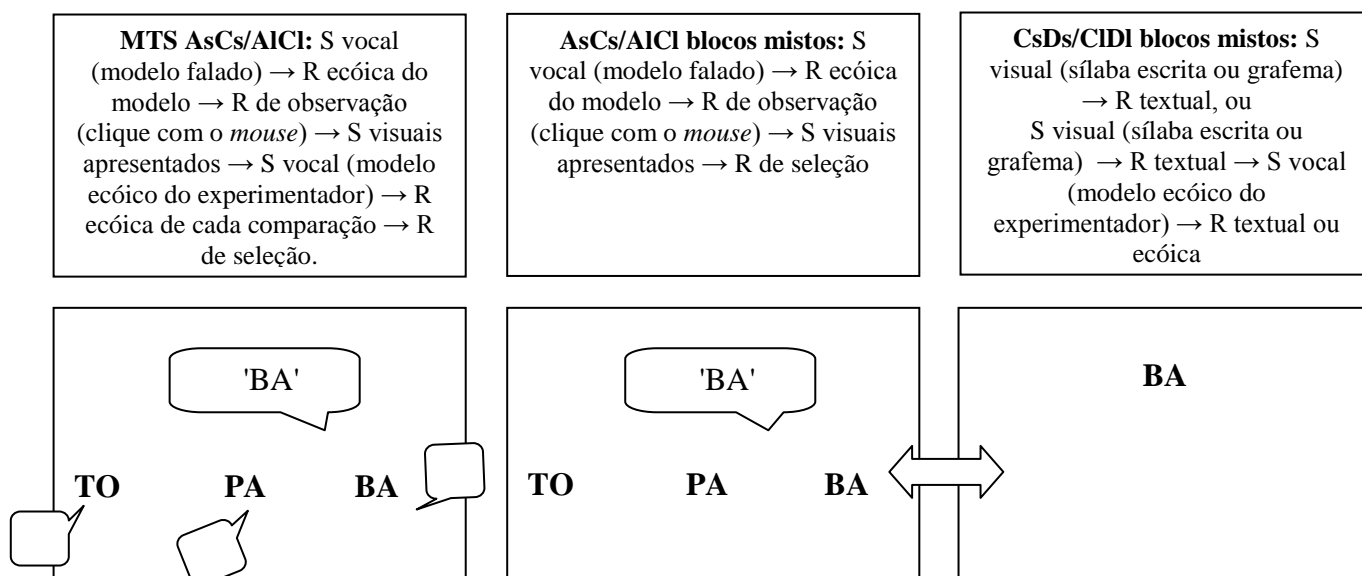 MTS AsCs/AlCl: S vocal
(modelo falado) → R ecóica do
modelo → R de observação
(clique com o mouse) → S visuais
apresentados → S vocal (modelo
ecóico do experimentador) → R
ecóica de cada comparação → R
de seleção.
AsCs/AlCl blocos mistos: S
vocal (modelo falado) → R ecóica
do modelo → R de observação
(clique com o mouse) → S visuais
apresentados → R de seleção
CsDs/ClDl blocos mistos: S
visual (sílaba escrita ou grafema)
→ R textual, ou
S visual (sílaba escrita ou
grafema) → R textual → S vocal
(modelo ecóico do
experimentador) → R textual ou
ecóica
'BA'
TO PA BA
'BA'
TO PA BA
BA